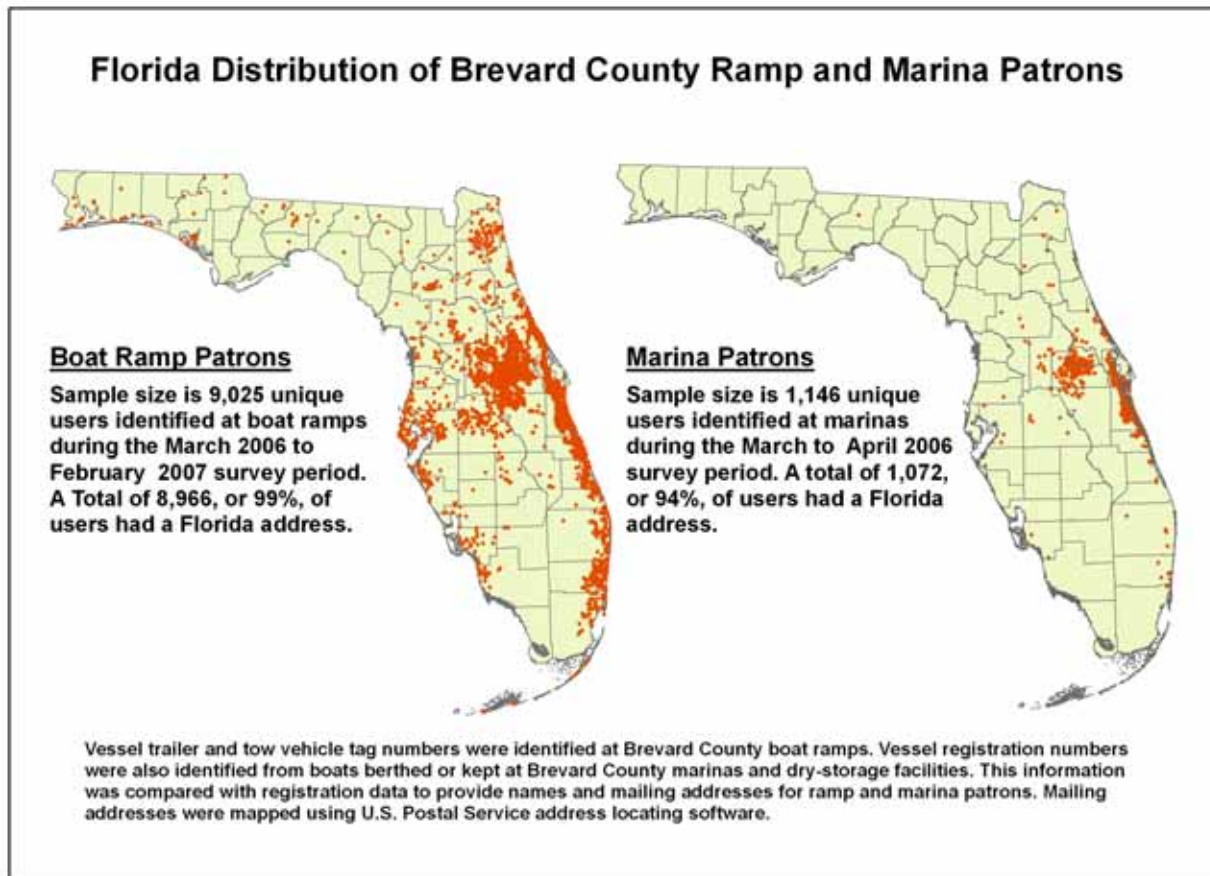 Florida Distribution of Brevard County Ramp and Marina Patrons
Boat Ramp Patrons
Sample size is 9,025 unique
users identified at boat ramps
during the March 2006 to
February 2007 survey period.
A Total of 8,966, or 99%, of
users had a Florida address.
Marina Patrons
Sample size is 1,146 unique
users identified at marinas
during the March to April 2006
survey period. A total of 1,072,
or 94%, of users had a Florida
address.
Vessel trailer and tow vehicle tag numbers were identified at Brevard County boat ramps. Vessel registration numbers
were also identified from boats berthed or kept at Brevard County marinas and dry-storage facilities. This information
was compared with registration data to provide names and mailing addresses for ramp and marina patrons. Mailing
addresses were mapped using U.S. Postal Service address locating software.